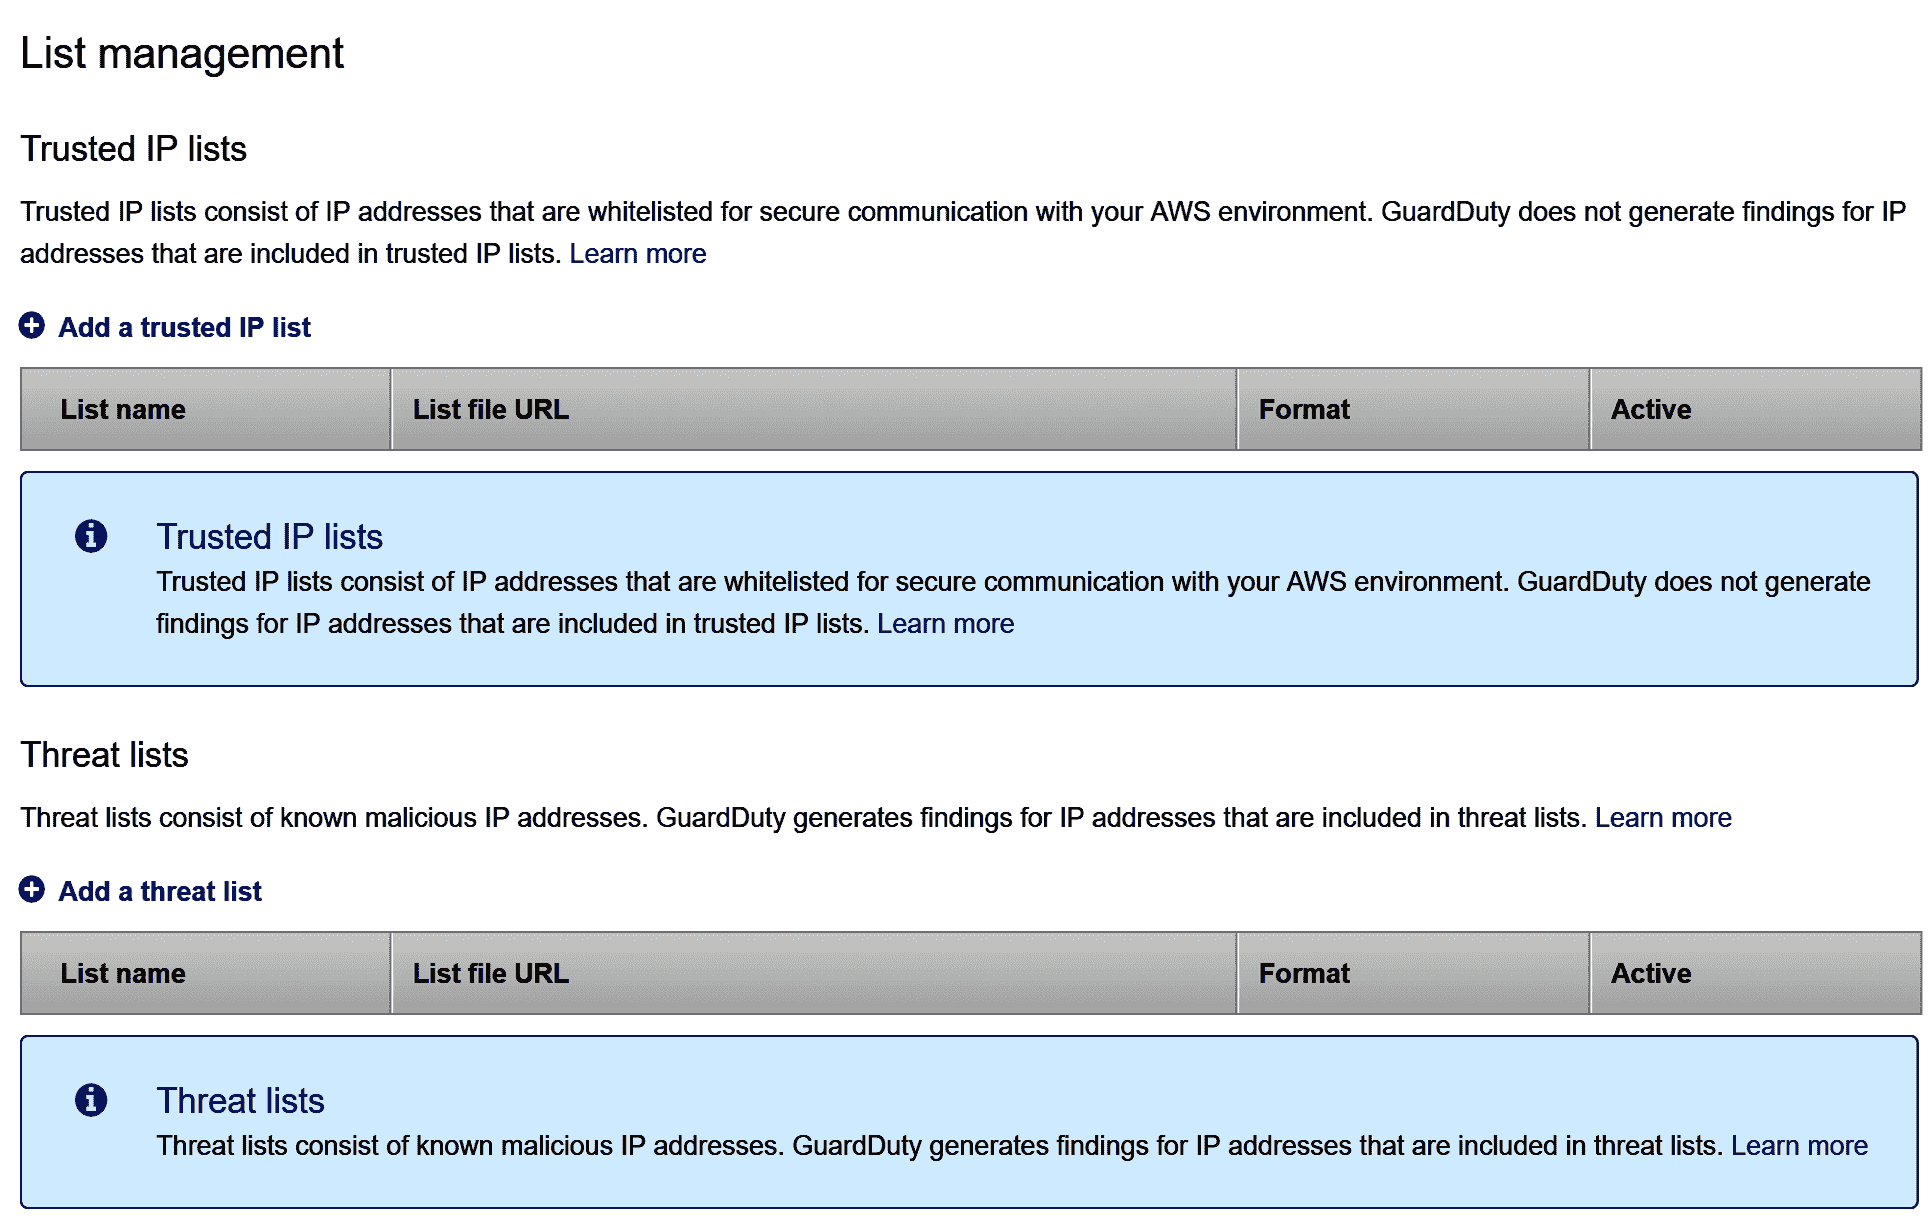 List management
Trusted IP lists
Trusted IP lists consist of IP addresses that are whitelisted for secure communication with your AWS environment. GuardDuty does not generate findings for IP
addresses that are included in trusted IP lists. Learn more
Add a trusted IP list
List name List file URL Format Active
Trusted IP lists
Trusted IP lists consist of IP addresses that are whitelisted for secure communication with your AWS environment. GuardDuty does not generate
findings for IP addresses that are included in trusted IP lists. Learn more
Threat lists
Threat lists consist of known malicious IP addresses. GuardDuty generates findings for IP addresses that are included in threat lists. Learn more
Add a threat list
List name List file URL Format Active
Threat lists
Threat lists consist of known malicious IP addresses. GuardDuty generates findings for IP addresses that are included in threat lists. Learn more